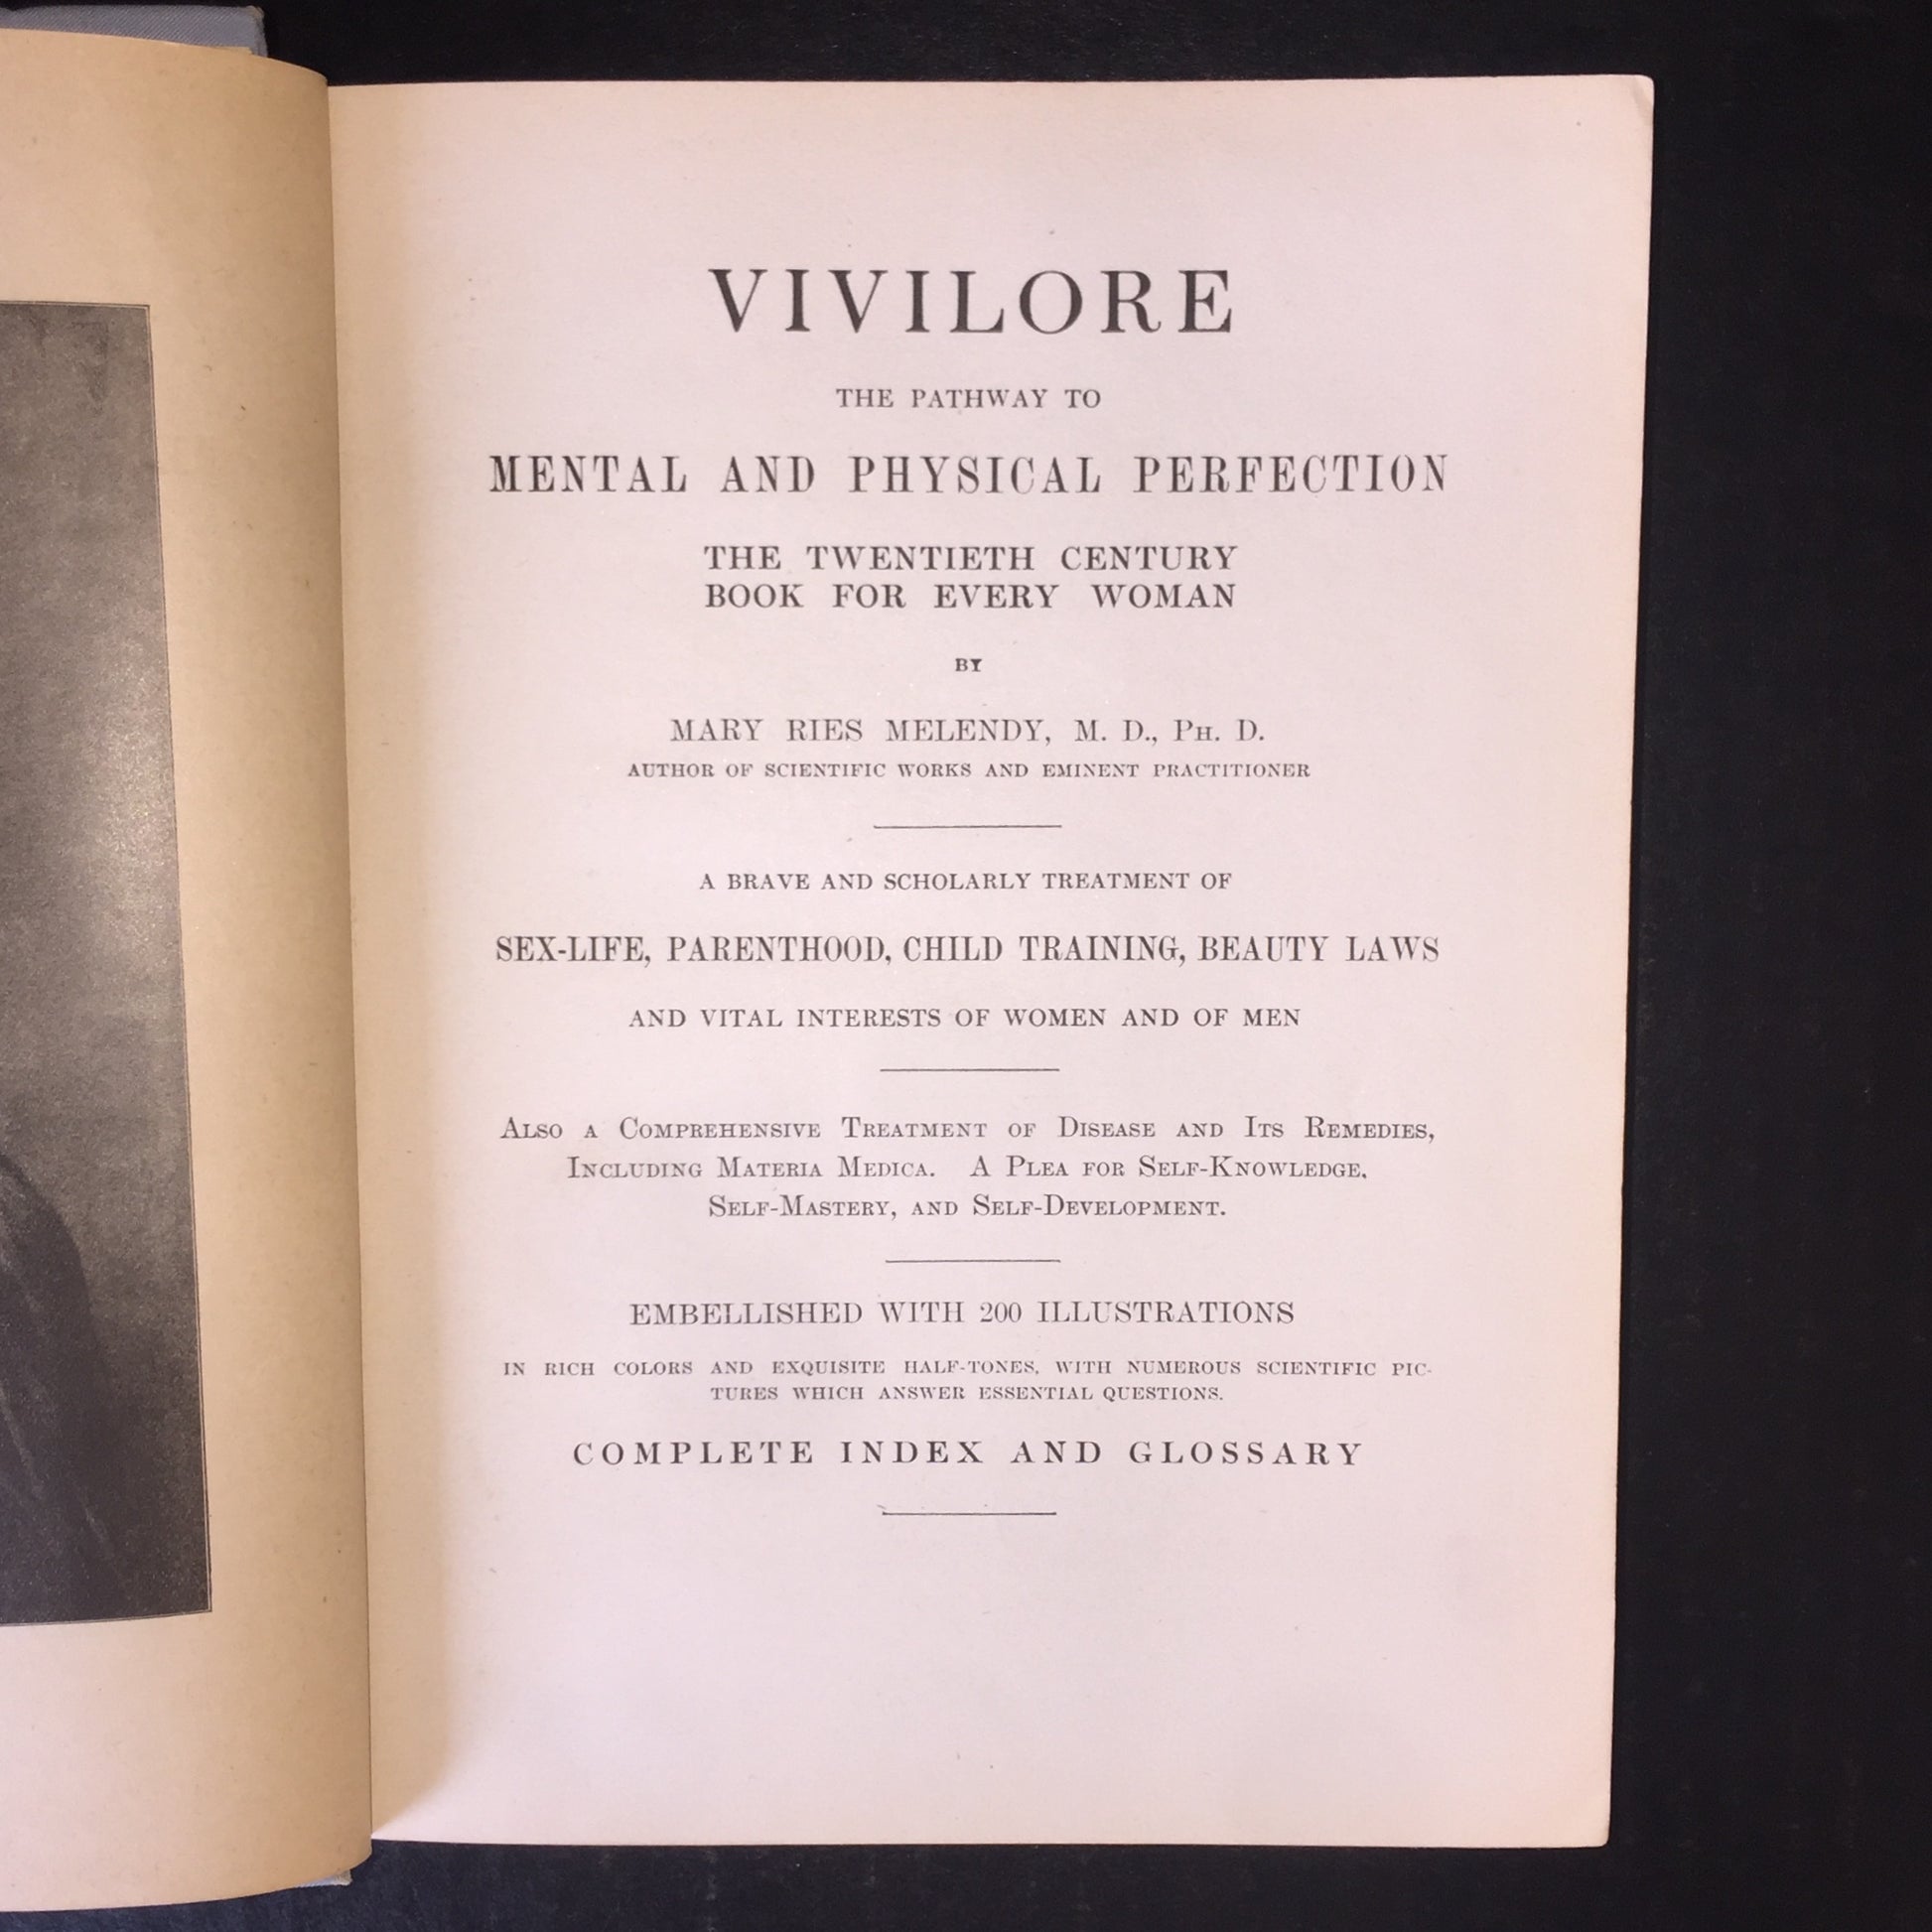 VIVILORE
THE PATHWAY TO
MENTAL AND PHYSICAL PERFECTION
THE TWENTIETH CENTURY
BOOK FOR EVERY WOMAN
BY
MARY RIES MELENDY, M. D., PH. D.
AUTHOR OF SCIENTIFIC WORKS AND EMINENT PRACTITIONER
A BRAVE AND SCHOLARLY TREATMENT OF
SEX-LIFE, PARENTHOOD, CHILD TRAINING, BEAUTY LAWS
AND VITAL INTERESTS OF WOMEN AND OF MEN
ALSO A COMPREHENSIVE TREATMENT OF DISEASE AND ITS REMEDIES,
INCLUDING MATERIA MEDICA. A PLEA FOR SELF-KNOWLEDGE,
SELF-MASTERY, AND SELF-DEVELOPMENT.
EMBELLISHED WITH 200 ILLUSTRATIONS
IN RICH COLORS AND EXQUISITE HALF-TONES, WITH NUMEROUS SCIENTIFIC PIC-
TURES WHICH ANSWER ESSENTIAL QUESTIONS.
COMPLETE INDEX AND GLOSSARY